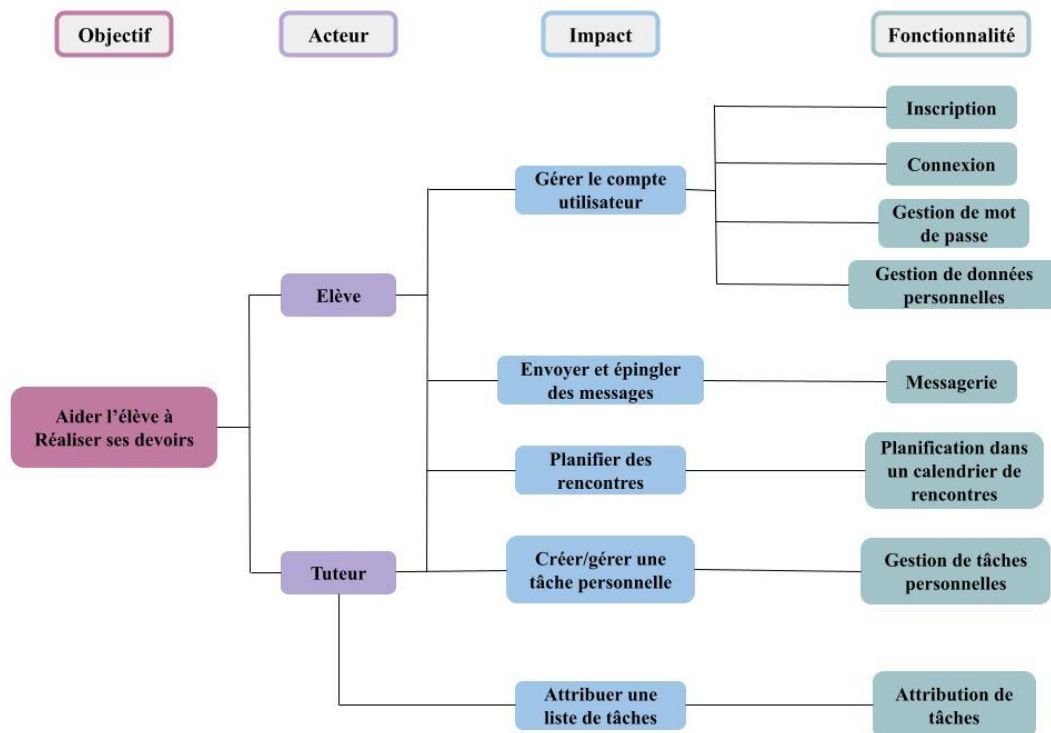 Objectif
Acteur
Impact
Fonctionnalité
Inscription
Connexion
Gérer le compte
utilisateur
Gestion de mot
de passe
Gestion de données
personnelles
Elève
Envoyer et épingler
des messages
Messagerie
Aider l’élève à
Réaliser ses devoirs
Planifier des
rencontres
Planification dans
un calendrier de
rencontres
Tuteur
Créer/gérer une
tâche personnelle
Gestion de tâches
personnelles
Attribuer une
liste de tâches
Attribution de
tâches